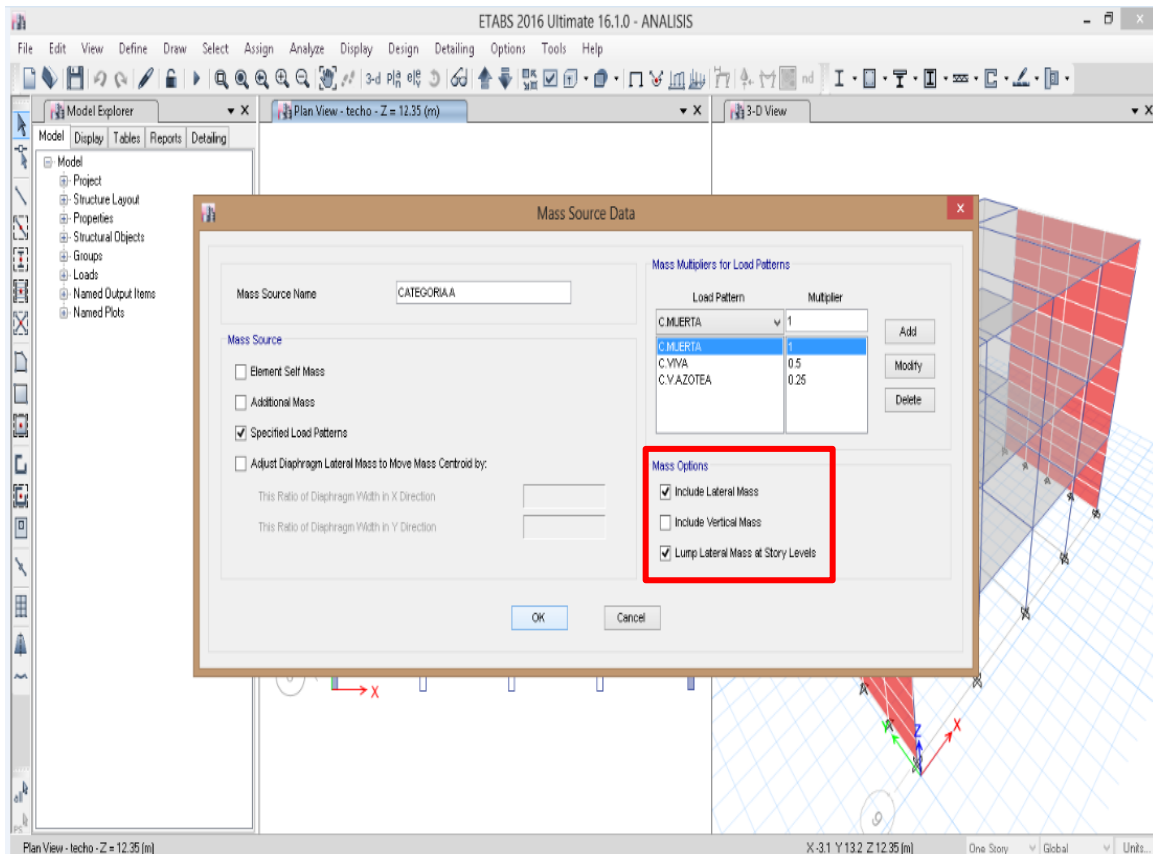 ETABS 2016 Ultimate 16.1.0 - ANALISIS
File Edit View Define Draw Select Assign Analyze Display Design Detailing Options Tools Help
3-d nd
Model Explorer
Plan View - techo - Z = 12.35 (m)
3-D View
Model Display Tables Reports Detailing
Model
Project
Structure Layout
Properties
Structural Objects
Groups
Loads
Named Output Items
Named Plots
Mass Source Data
Mass Source Name
CATEGORIA.A
Mass Source
Element Self Mass
Additional Mass
Specified Load Patterns
Adjust Diaphragm Lateral Mass to Move Mass Centroid by:
This Ratio of Diaphragm Width in X Direction
This Ratio of Diaphragm Width in Y Direction
Mass Multipliers for Load Patterns
Load Pattern Multiplier
C.MUERTA 1
C.MUERTA 1
C.VIVA 0.5
C.V.AZOTEA 0.25
Add
Modify
Delete
Mass Options
Include Lateral Mass
Include Vertical Mass
Lump Lateral Mass at Story Levels
OK Cancel
X
Y
Z
X
all
PS
Plan View - techo - Z = 12.35 (m)
X -3.1 Y 13.2 Z 12.35 (m)
One Story
Global
Units...